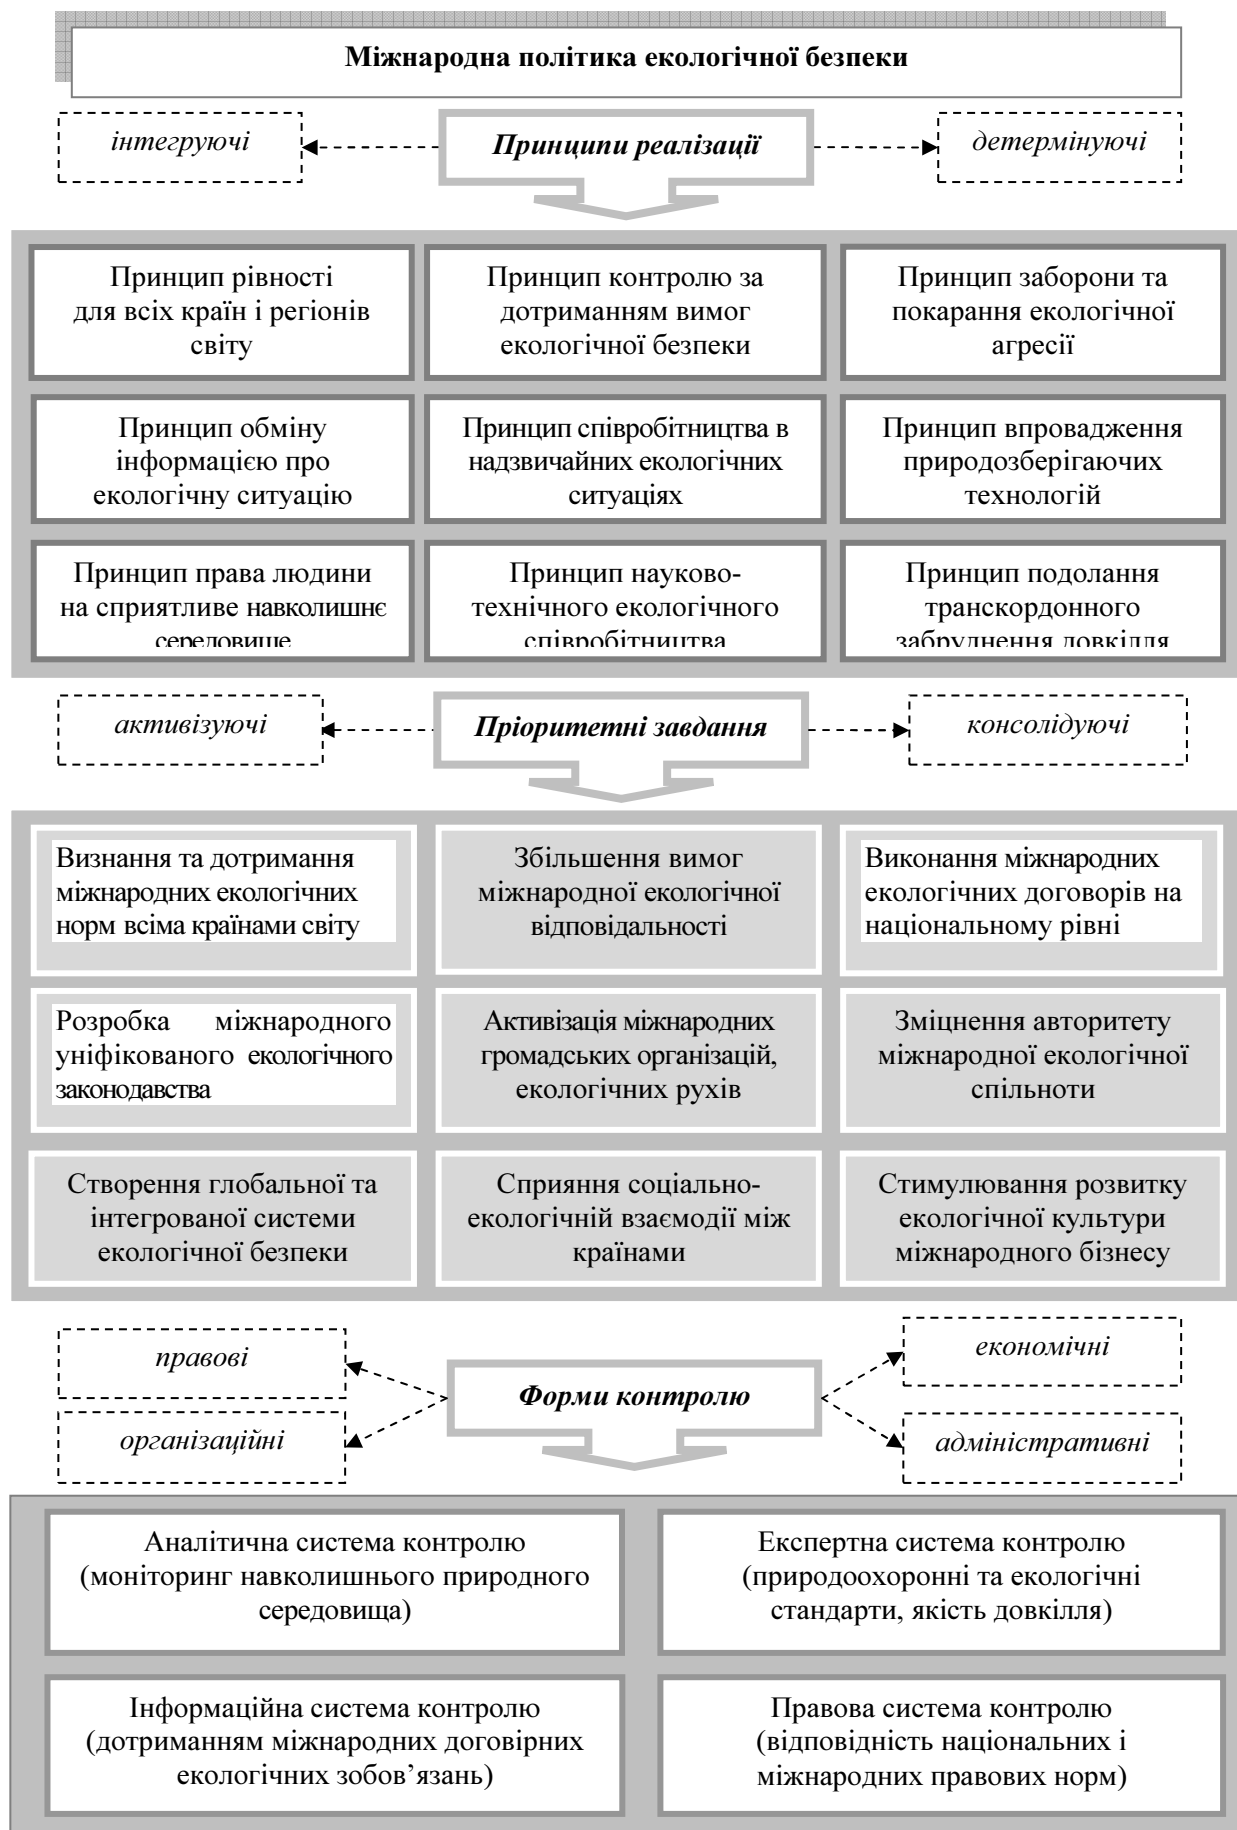 Міжнародна політика екологічної безпеки
інтегруючі
Принципи реалізації
детермінуючі
Принцип рівності
для всіх країн і регіонів
світу
Принцип контролю за
дотриманням вимог
екологічної безпеки
Принцип заборони та
покарання екологічної
агресії
Принцип обміну
інформацією про
екологічну ситуацію
Принцип співробітництва в
надзвичайних екологічних
ситуаціях
Принцип впровадження
природозберігаючих
технологій
Принцип права людини
на сприятливе навколишнє
середовище
Принцип науково-
технічного екологічного
співробітництва
Принцип подолання
транскордонного
забруднення довкілля
активізуючі
Пріоритетні завдання
консолідуючі
Визнання та дотримання
міжнародних екологічних
норм всіма країнами світу
Збільшення вимог
міжнародної екологічної
відповідальності
Виконання міжнародних
екологічних договорів на
національному рівні
Розробка міжнародного
уніфікованого екологічного
законодавства
Активізація міжнародних
громадських організацій,
екологічних рухів
Зміцнення авторитету
міжнародної екологічної
спільноти
Створення глобальної та
інтегрованої системи
екологічної безпеки
Сприяння соціально-
екологічній взаємодії між
країнами
Стимулювання розвитку
екологічної культури
міжнародного бізнесу
правові
економічні
Форми контролю
організаційні
адміністративні
Аналітична система контролю
(моніторинг навколишнього природного
середовища)
Експертна система контролю
(природоохоронні та екологічні
стандарти, якість довкілля)
Інформаційна система контролю
(дотриманням міжнародних договірних
екологічних зобов’язань)
Правова система контролю
(відповідність національних і
міжнародних правових норм)